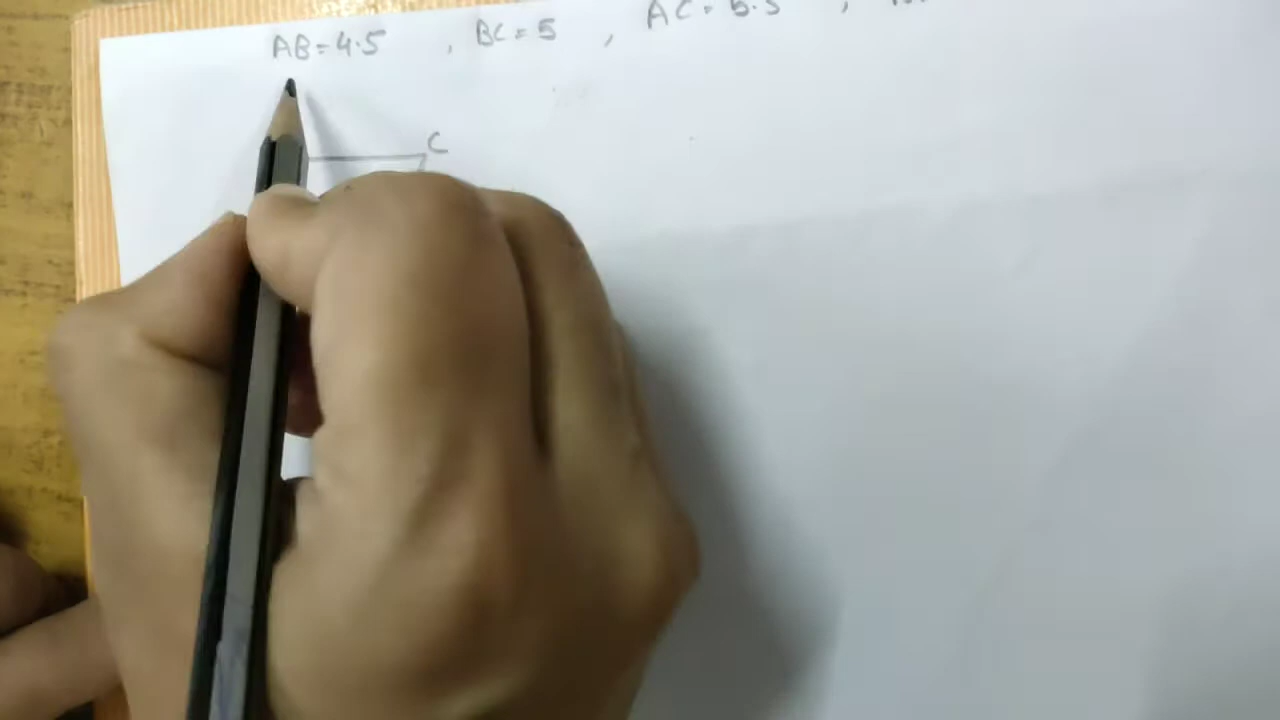 AB = 4.5 , BC = 5 , AC = 5.5 ,
C